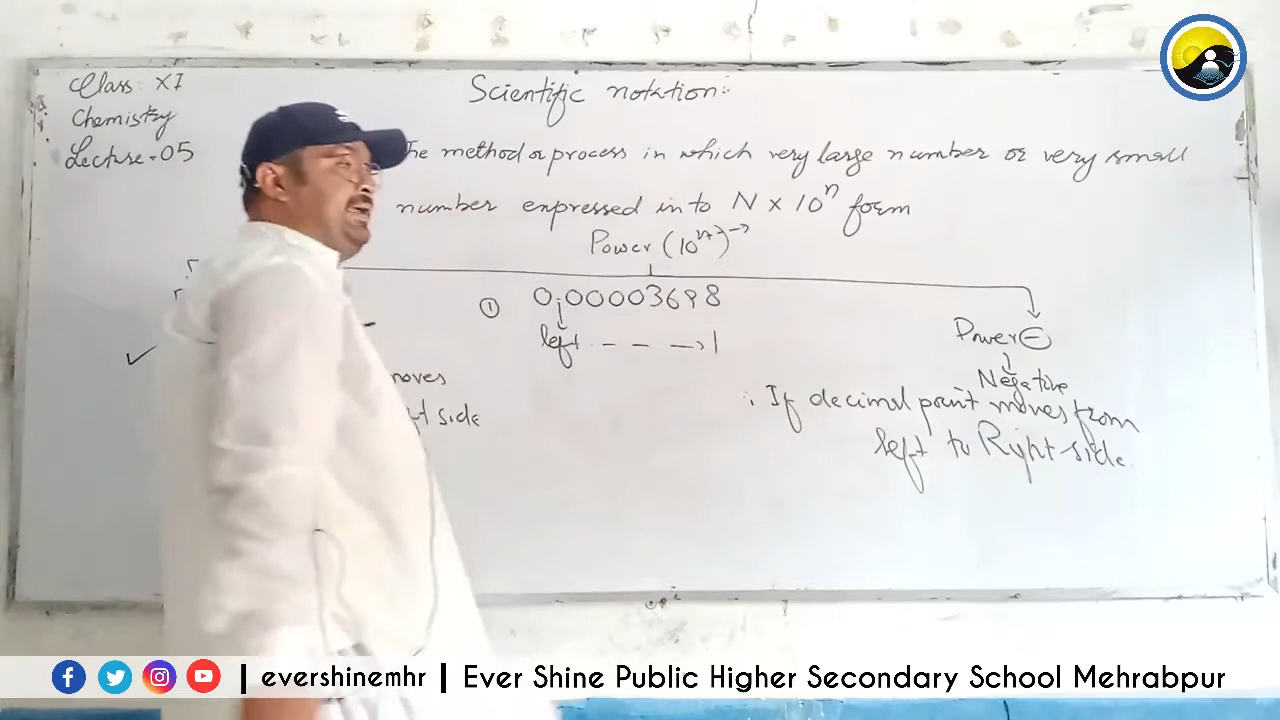 Class: XI
Chemistry
Lecture = 05
Scientific notation:
The method or process in which very large number or very small
number expressed in to N × 10ⁿ form
Power
① 0.00003698
left
Power ⊖
Negative
∴ If decimal point moves from
left to Right side.
moves
side
| evershinemhr | Ever Shine Public Higher Secondary School Mehrabpur